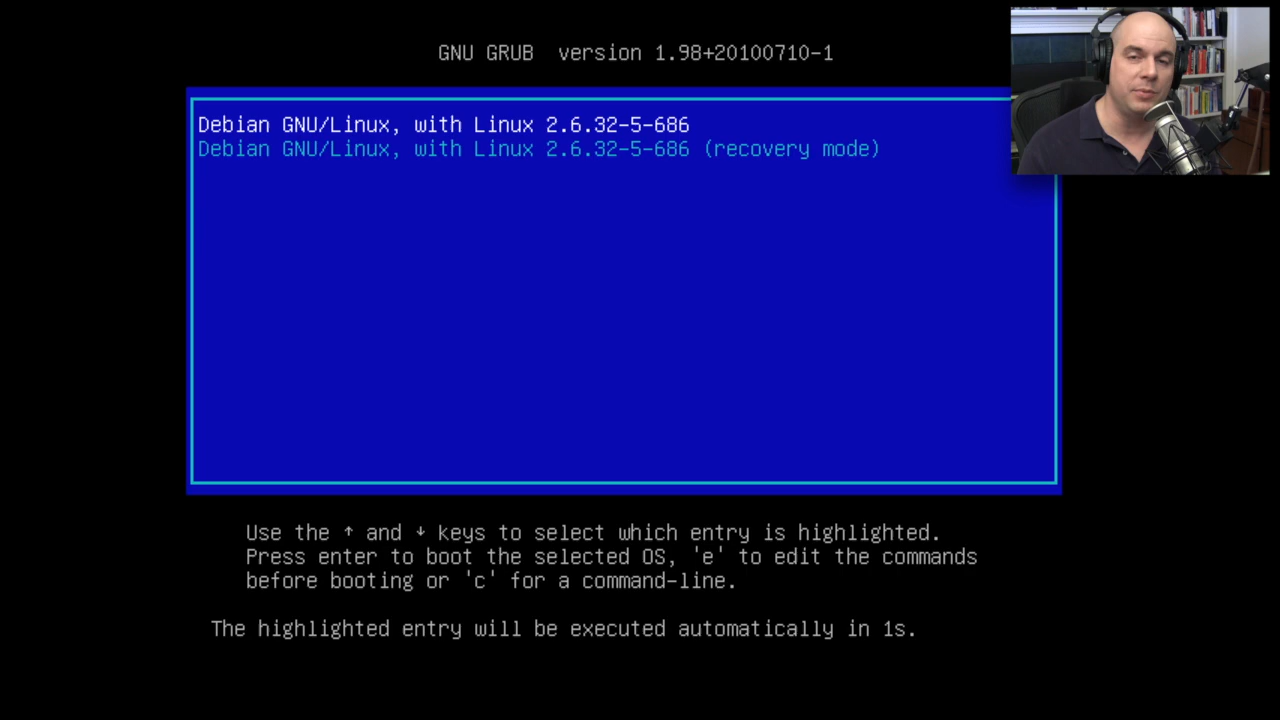 GNU GRUB  version 1.98+20100710-1
Debian GNU/Linux, with Linux 2.6.32-5-686
Debian GNU/Linux, with Linux 2.6.32-5-686 (recovery mode)
Use the ↑ and ↓ keys to select which entry is highlighted.
Press enter to boot the selected OS, 'e' to edit the commands
before booting or 'c' for a command-line.
The highlighted entry will be executed automatically in 1s.